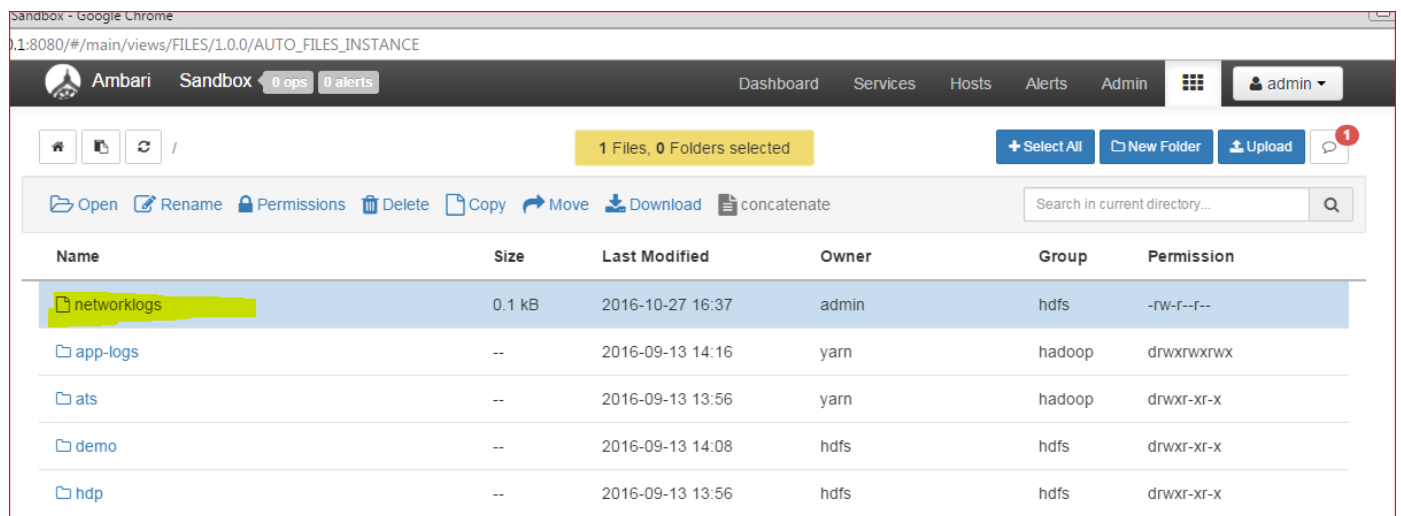 Sandbox - Google Chrome
0.1:8080/#/main/views/FILES/1.0.0/AUTO_FILES_INSTANCE
Ambari Sandbox 0 ops 0 alerts Dashboard Services Hosts Alerts Admin admin
/ 1 Files, 0 Folders selected Select All New Folder Upload 1
Open Rename Permissions Delete Copy Move Download concatenate Search in current directory...
Name Size Last Modified Owner Group Permission
networklogs 0.1 kB 2016-10-27 16:37 admin hdfs -rw-r--r--
app-logs -- 2016-09-13 14:16 yarn hadoop drwxrwxrwx
ats -- 2016-09-13 13:56 yarn hadoop drwxr-xr-x
demo -- 2016-09-13 14:08 hdfs hdfs drwxr-xr-x
hdp -- 2016-09-13 13:56 hdfs hdfs drwxr-xr-x